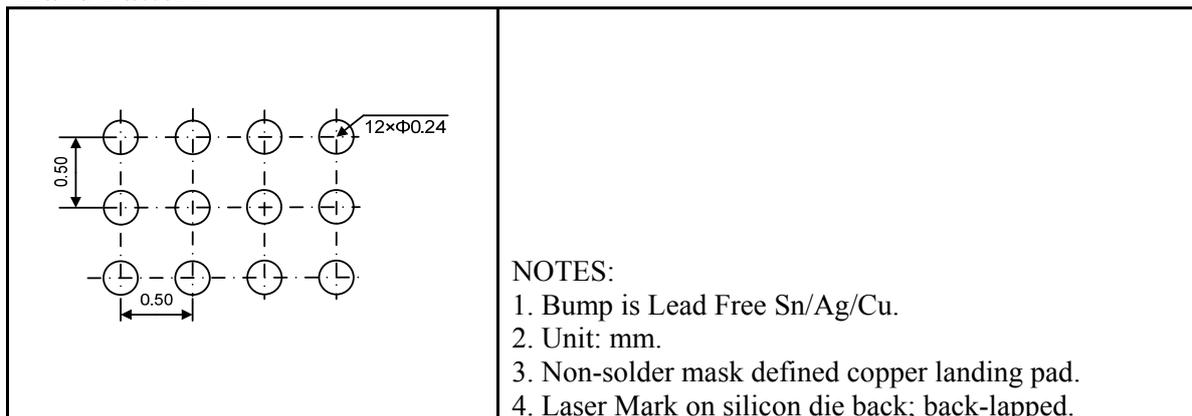 12×Φ0.24
0.50
0.50
NOTES:
1. Bump is Lead Free Sn/Ag/Cu.
2. Unit: mm.
3. Non-solder mask defined copper landing pad.
4. Laser Mark on silicon die back; back-lapped.